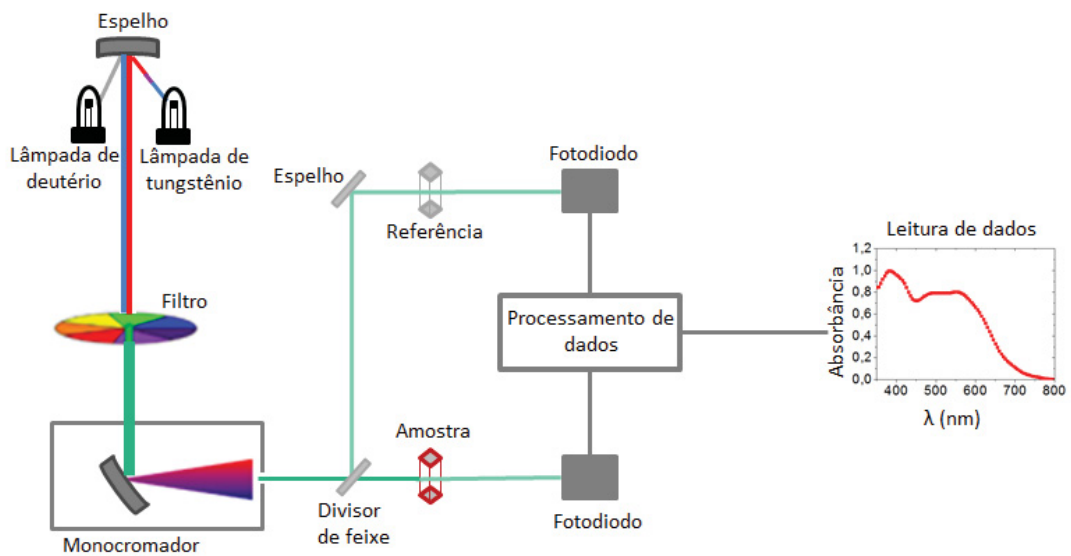 Espelho
Lâmpada de
deutério
Lâmpada de
tungstênio
Filtro
Monocromador
Espelho
Referência
Divisor
de feixe
Amostra
Fotodiodo
Processamento de
dados
Fotodiodo
Leitura de dados
Absorbância
1,2
1,0
0,8
0,6
0,4
0,2
0,0
400 500 600 700 800
λ (nm)